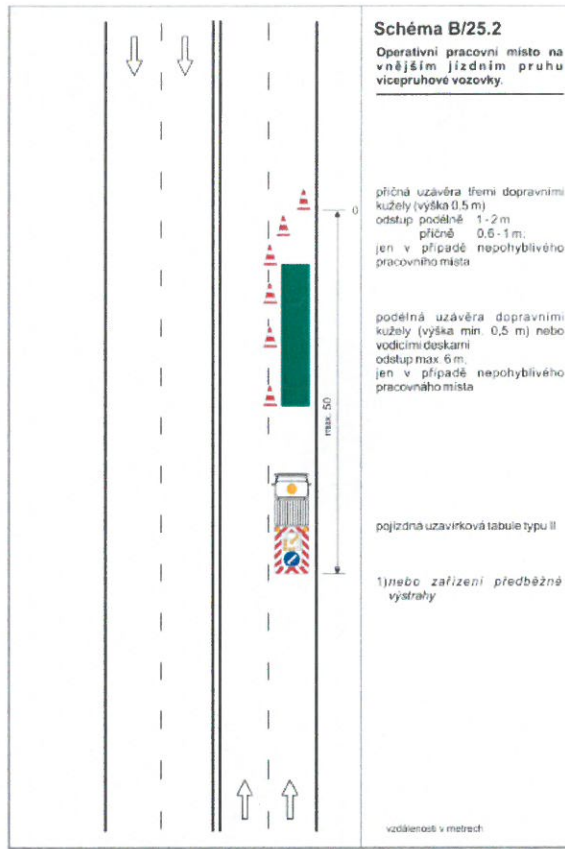 Schéma B/25.2
Operativní pracovní místo na
vnějším jízdním pruhu
vícepruhové vozovky.
příčná uzávěra třemi dopravními
kužely (výška 0,5 m)
odstup podélně 1 - 2 m
příčně 0,6 - 1 m;
jen v případě nepohyblivého
pracovního místa
0
podélná uzávěra dopravními
kužely (výška min. 0,5 m) nebo
vodicími deskami
odstup max. 6 m;
jen v případě nepohyblivého
pracovnáho místa
max. 50
pojízdná uzavírková tabule typu II
1)nebo zařízení předběžné
výstrahy
vzdálenosti v metrech